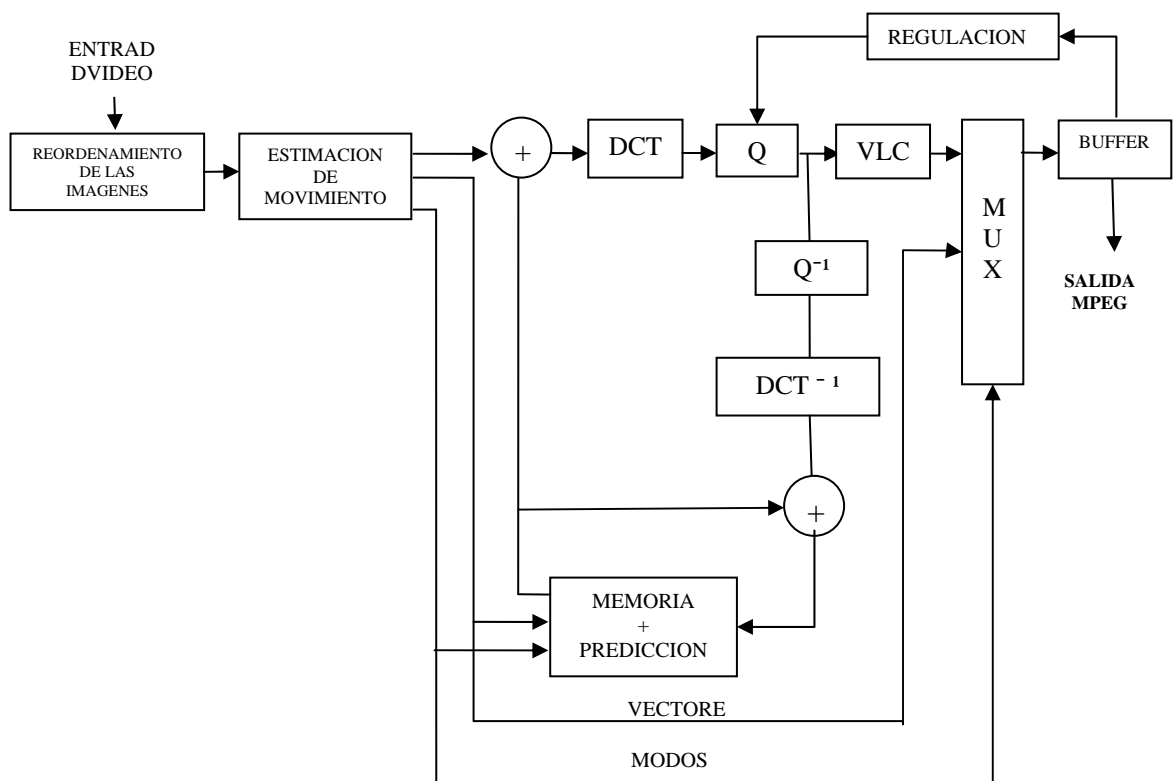 REGULACION
ENTRAD
DVIDEO
REORDENAMIENTO
DE LAS
IMAGENES
ESTIMACION
DE
MOVIMIENTO
+
DCT
Q
VLC
M
U
X
BUFFER
SALIDA
MPEG
Q⁻¹
DCT ⁻ ¹
+
MEMORIA
+
PREDICCION
VECTORE
MODOS